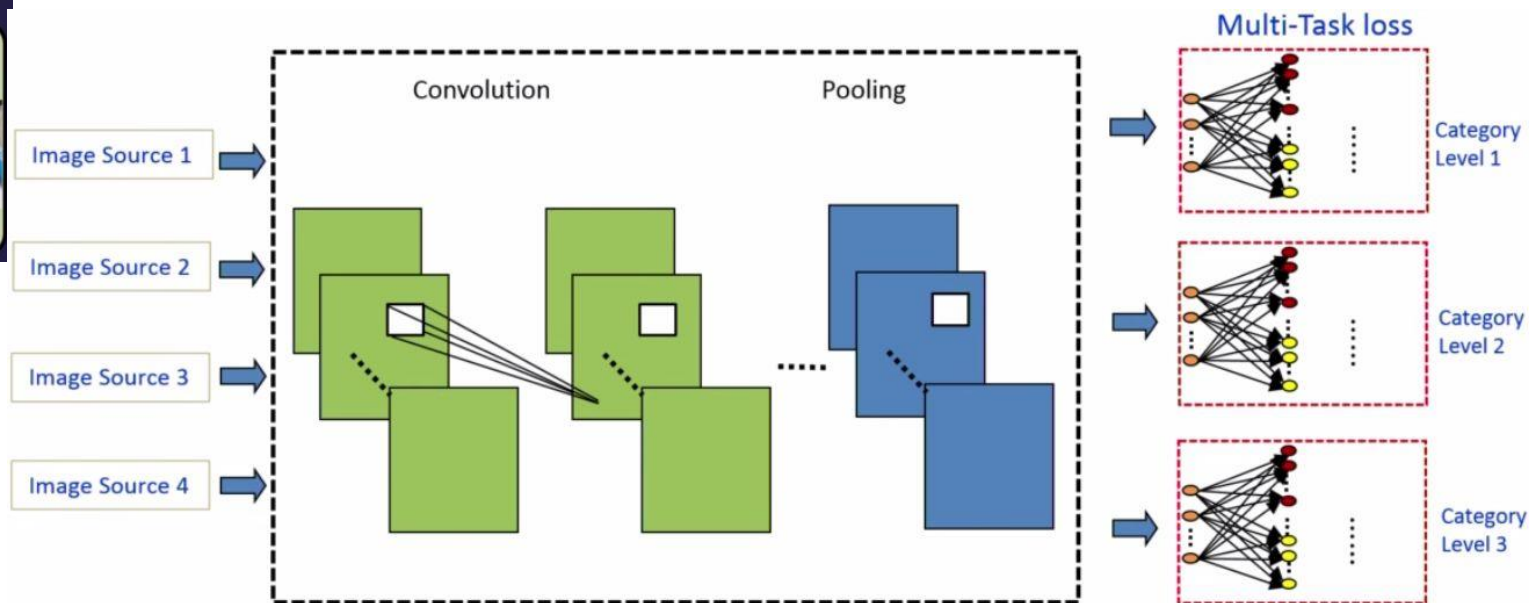 Multi-Task loss
Convolution
Pooling
Image Source 1
Image Source 2
Image Source 3
Image Source 4
Category
Level 1
Category
Level 2
Category
Level 3